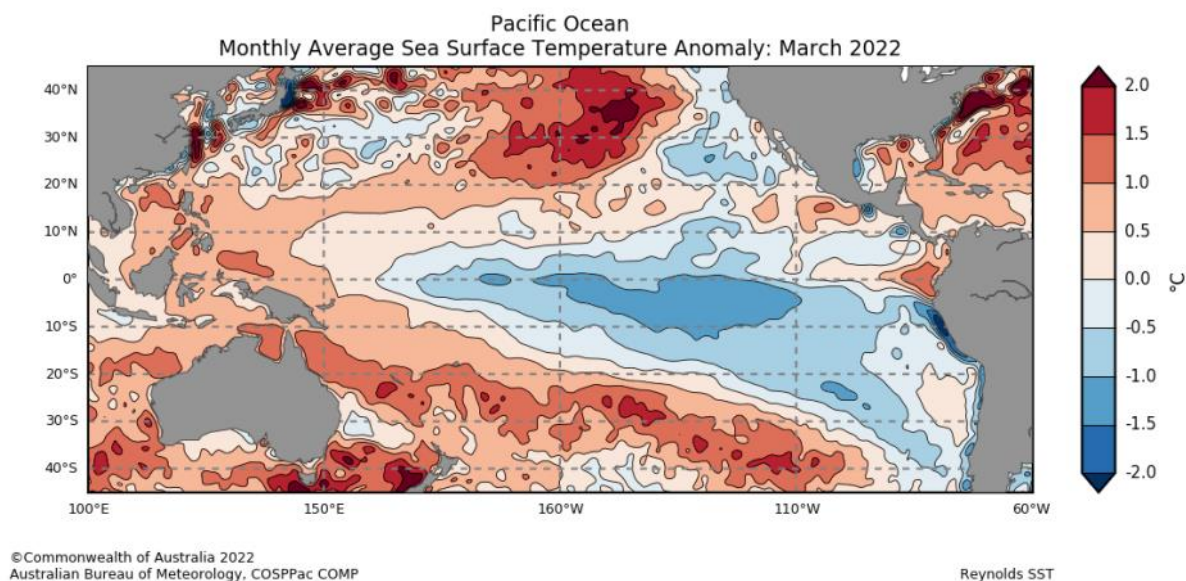 Pacific Ocean
Monthly Average Sea Surface Temperature Anomaly: March 2022
40°N
30°N
20°N
10°N
0°
10°S
20°S
30°S
40°S
100°E
150°E
160°W
110°W
60°W
2.0
1.5
1.0
0.5
0.0
-0.5
-1.0
-1.5
-2.0
°C
©Commonwealth of Australia 2022
Australian Bureau of Meteorology, COSPPac COMP
Reynolds SST